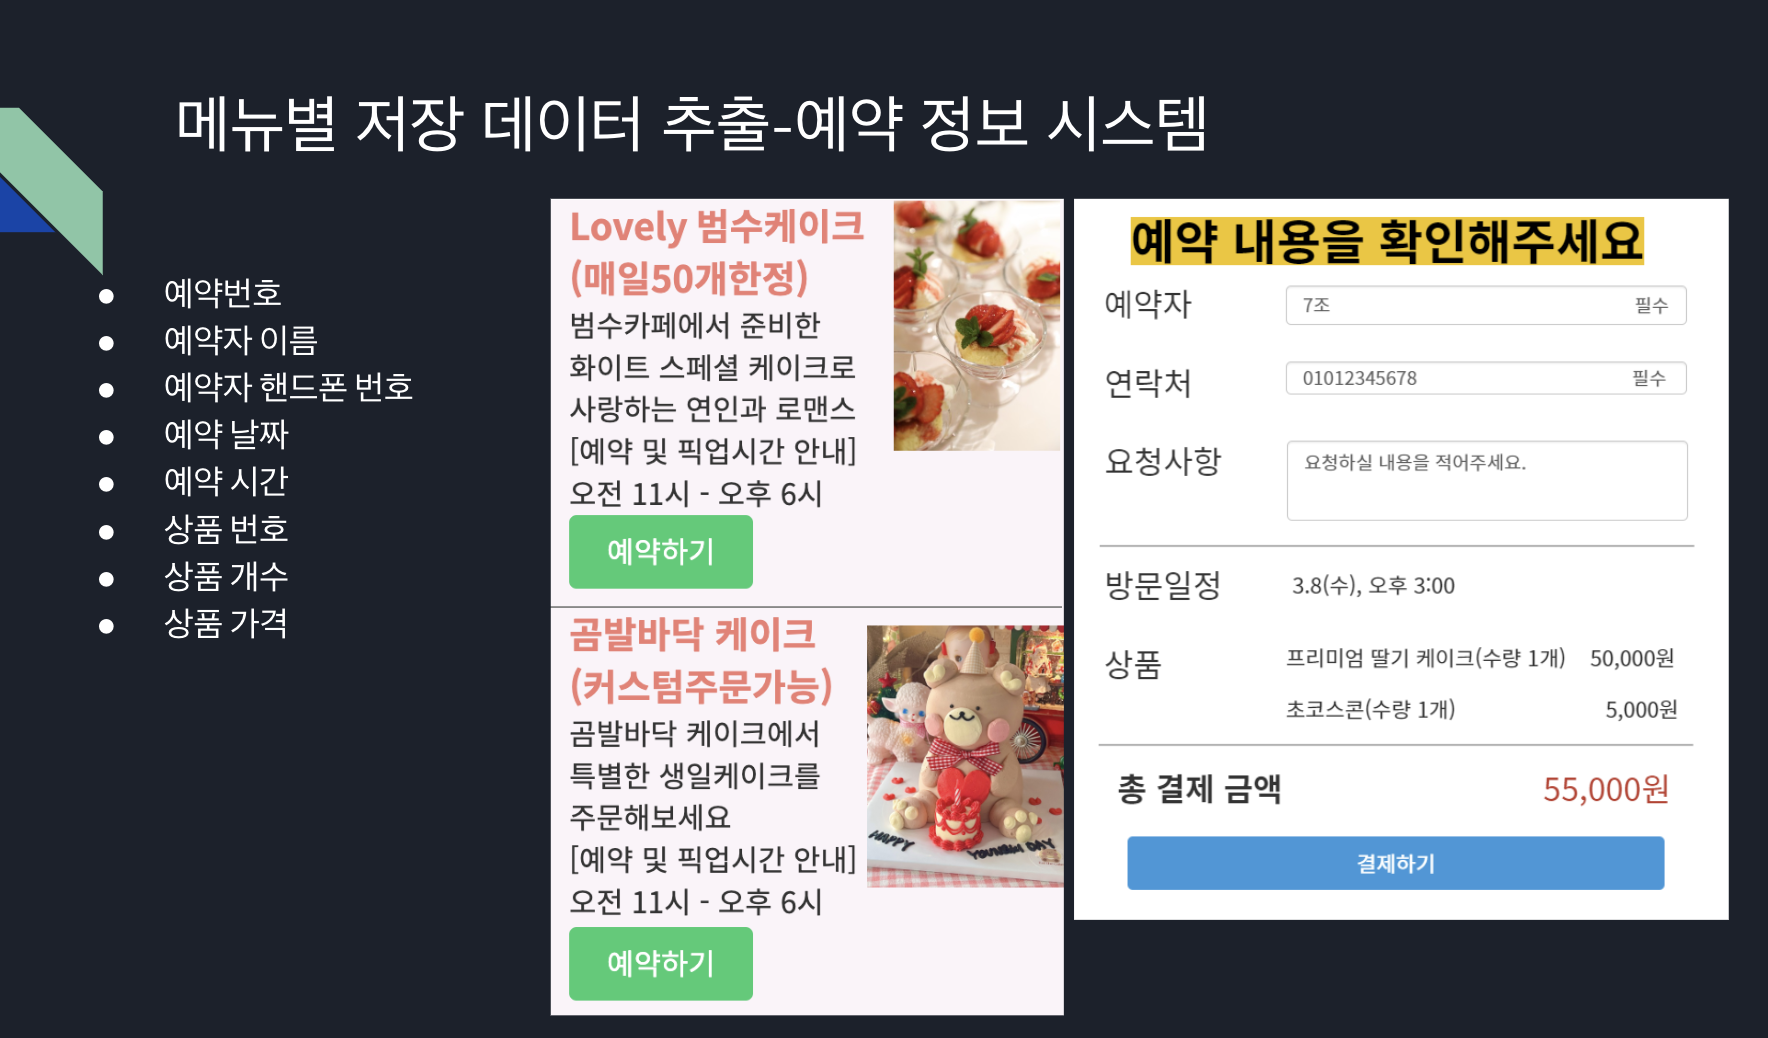 메뉴별 저장 데이터 추출-예약 정보 시스템
● 예약번호
● 예약자 이름
● 예약자 핸드폰 번호
● 예약 날짜
● 예약 시간
● 상품 번호
● 상품 개수
● 상품 가격
Lovely 범수케이크
(매일50개한정)
범수카페에서 준비한
화이트 스페셜 케이크로
사랑하는 연인과 로맨스
[예약 및 픽업시간 안내]
오전 11시 - 오후 6시
예약하기
곰발바닥 케이크
(커스텀주문가능)
곰발바닥 케이크에서
특별한 생일케이크를
주문해보세요
[예약 및 픽업시간 안내]
오전 11시 - 오후 6시
예약하기
HAPPY
DAY
예약 내용을 확인해주세요
예약자 7조 필수
연락처 01012345678 필수
요청사항 요청하실 내용을 적어주세요.
방문일정 3.8(수), 오후 3:00
상품 프리미엄 딸기 케이크(수량 1개) 50,000원
초코스콘(수량 1개) 5,000원
총 결제 금액 55,000원
결제하기